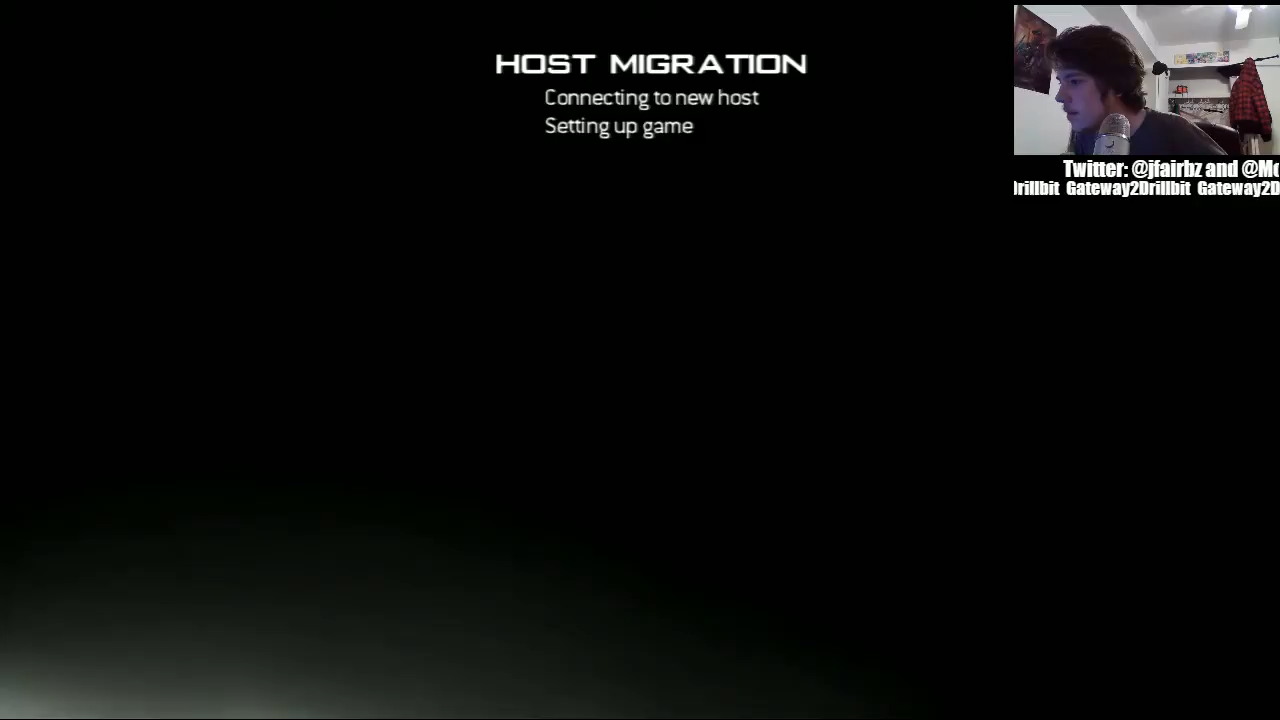 HOST MIGRATION
Connecting to new host
Setting up game
Twitter: @jfairbz and
Gateway2Drillbit